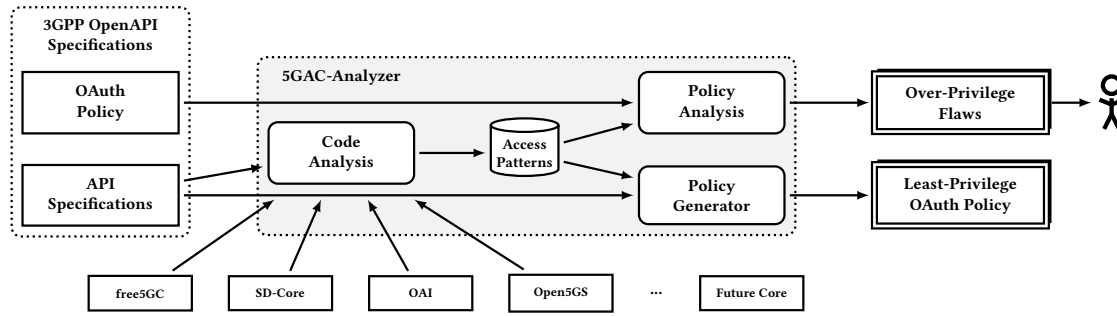 3GPP OpenAPI
Specifications
OAuth
Policy
API
Specifications
5GAC-Analyzer
Code
Analysis
Access
Patterns
Policy
Analysis
Policy
Generator
Over-Privilege
Flaws
Least-Privilege
OAuth Policy
free5GC
SD-Core
OAI
Open5GS
...
Future Core